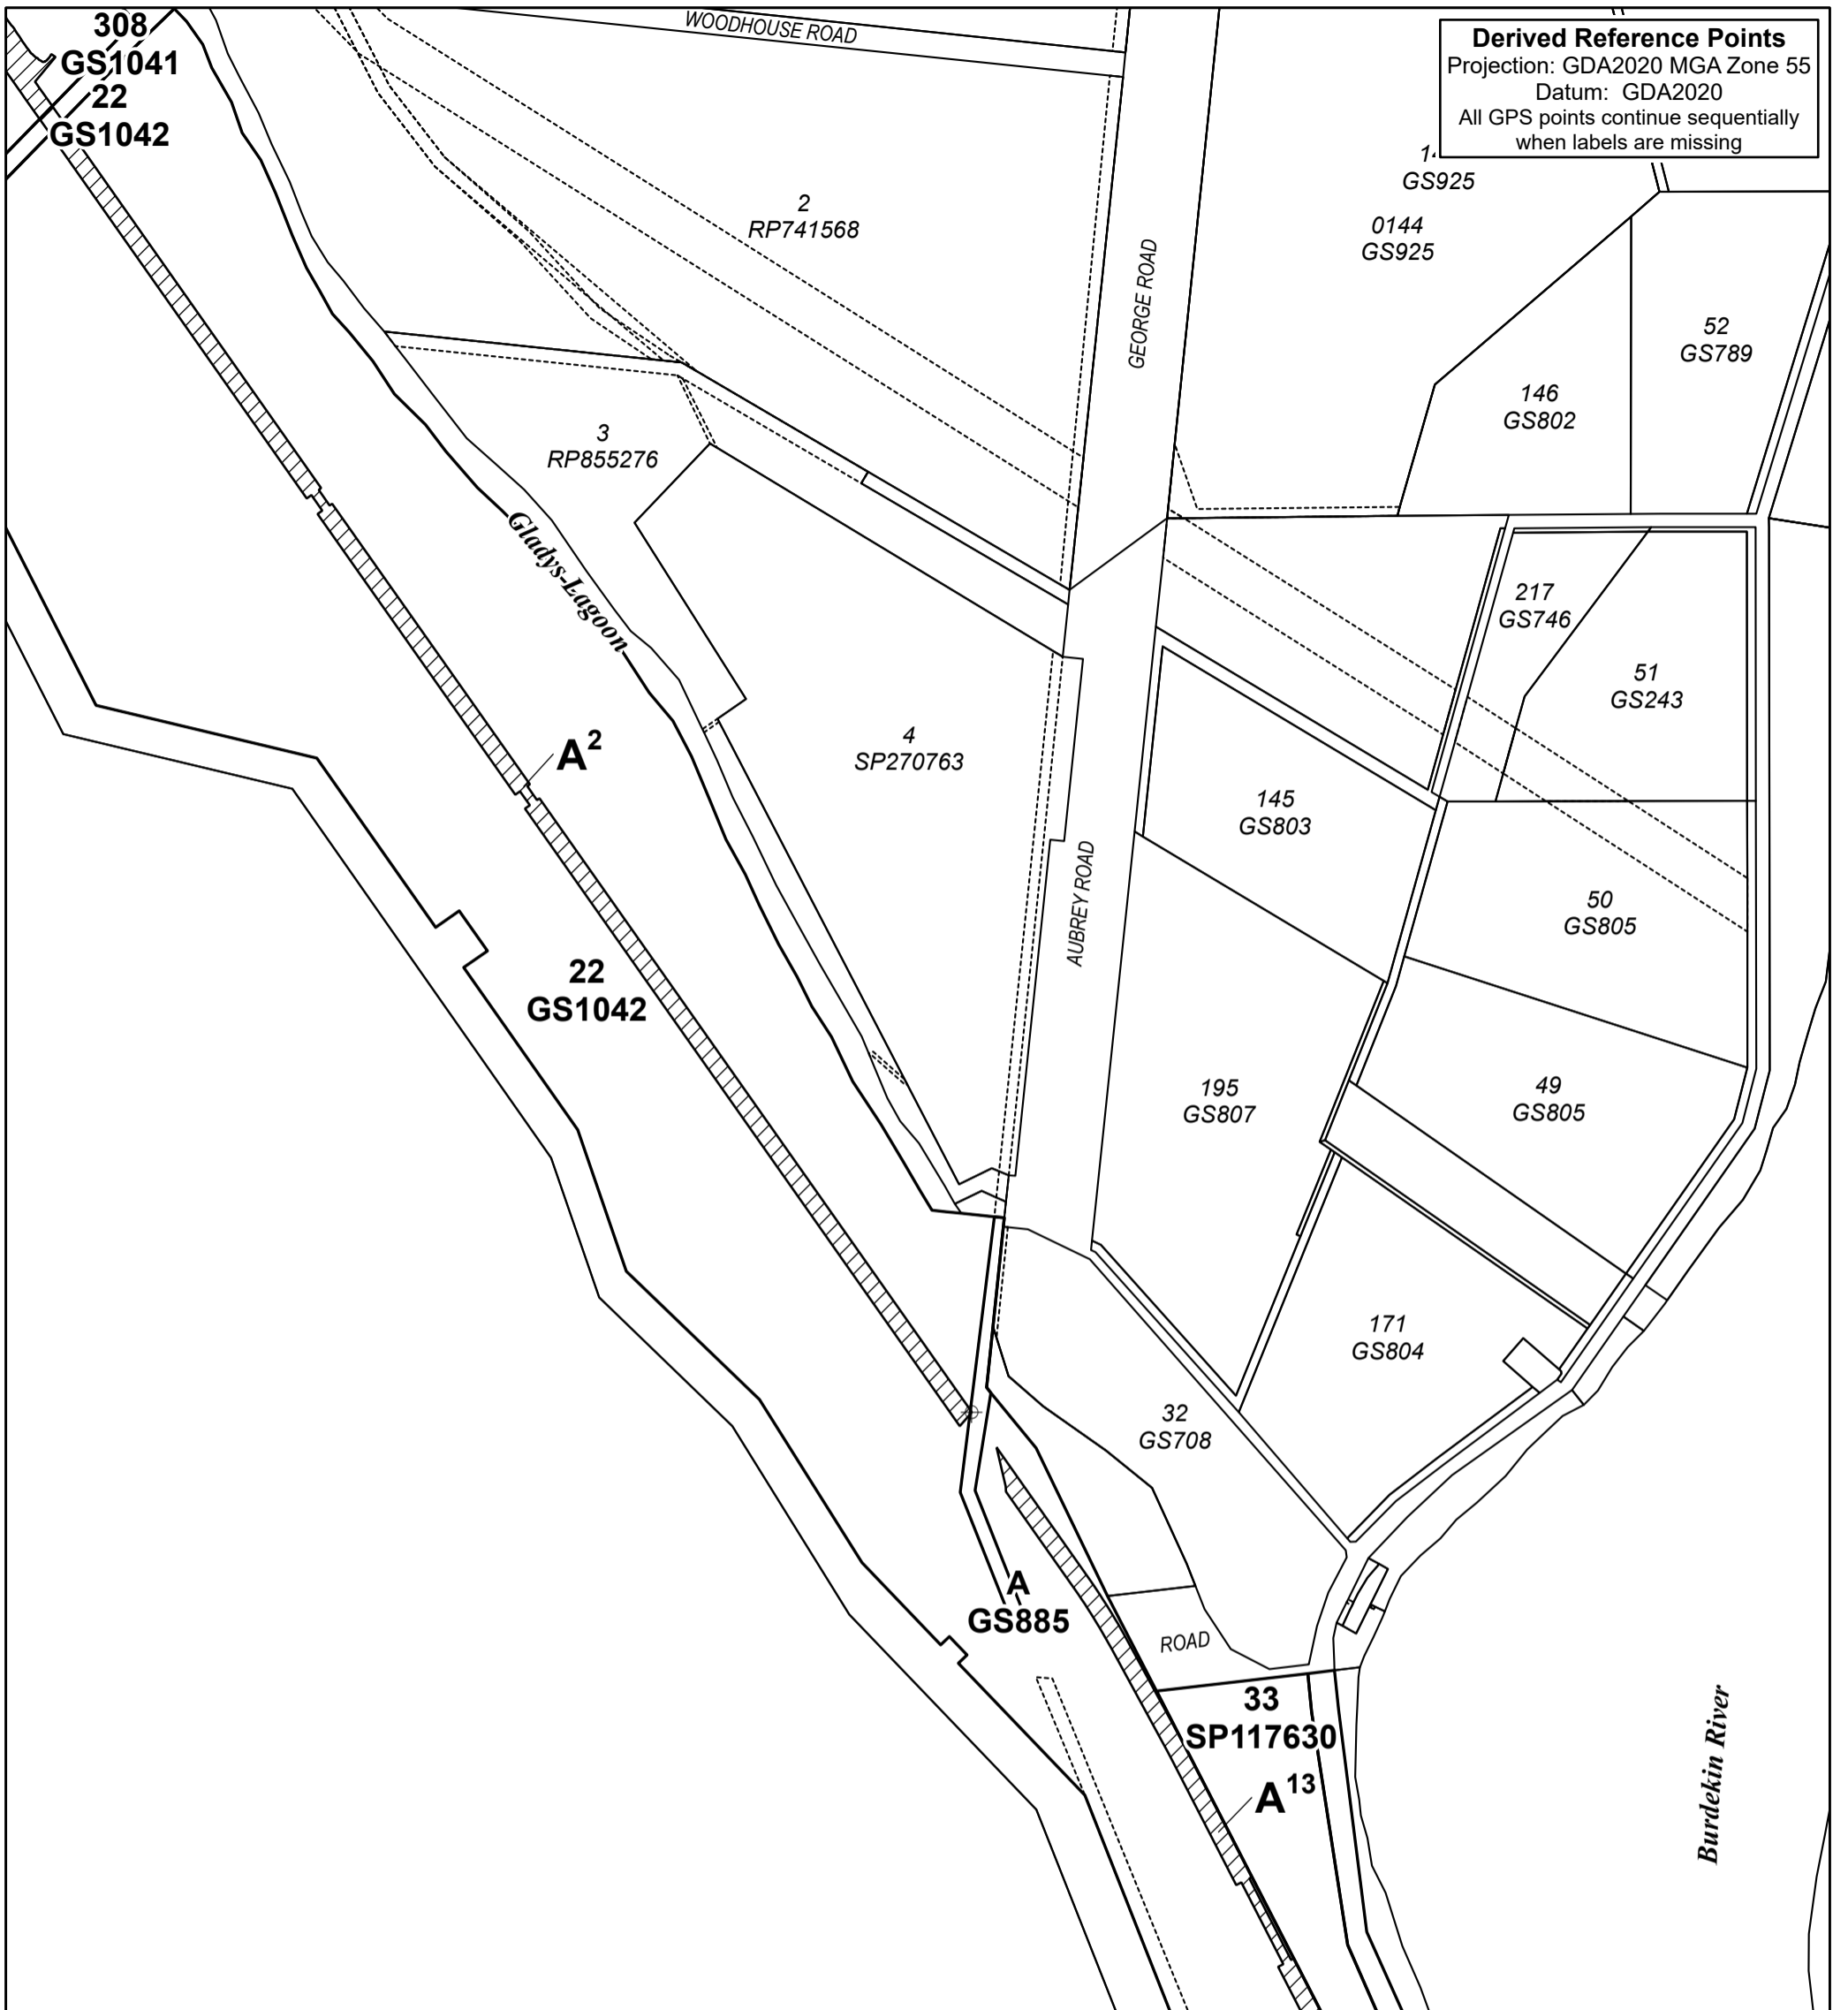 308
GS1041
22
GS1042
WOODHOUSE ROAD
Derived Reference Points
Projection: GDA2020 MGA Zone 55
Datum: GDA2020
All GPS points continue sequentially
when labels are missing
GS925
0144
GS925
2
RP741568
GEORGE ROAD
52
GS789
146
GS802
3
RP855276
Gladys-Lagoon
217
GS746
51
GS243
A²
4
SP270763
145
GS803
AUBREY ROAD
50
GS805
22
GS1042
195
GS807
49
GS805
171
GS804
32
GS708
A
GS885
ROAD
33
SP117630
A¹³
Burdekin River